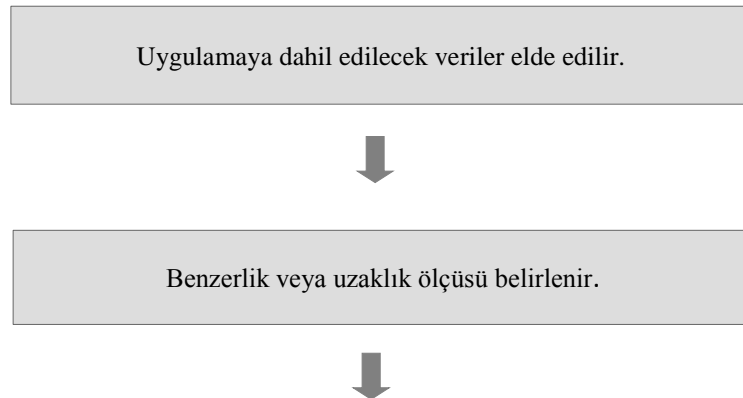 Uygulamaya dahil edilecek veriler elde edilir.
Benzerlik veya uzaklık ölçüsü belirlenir.